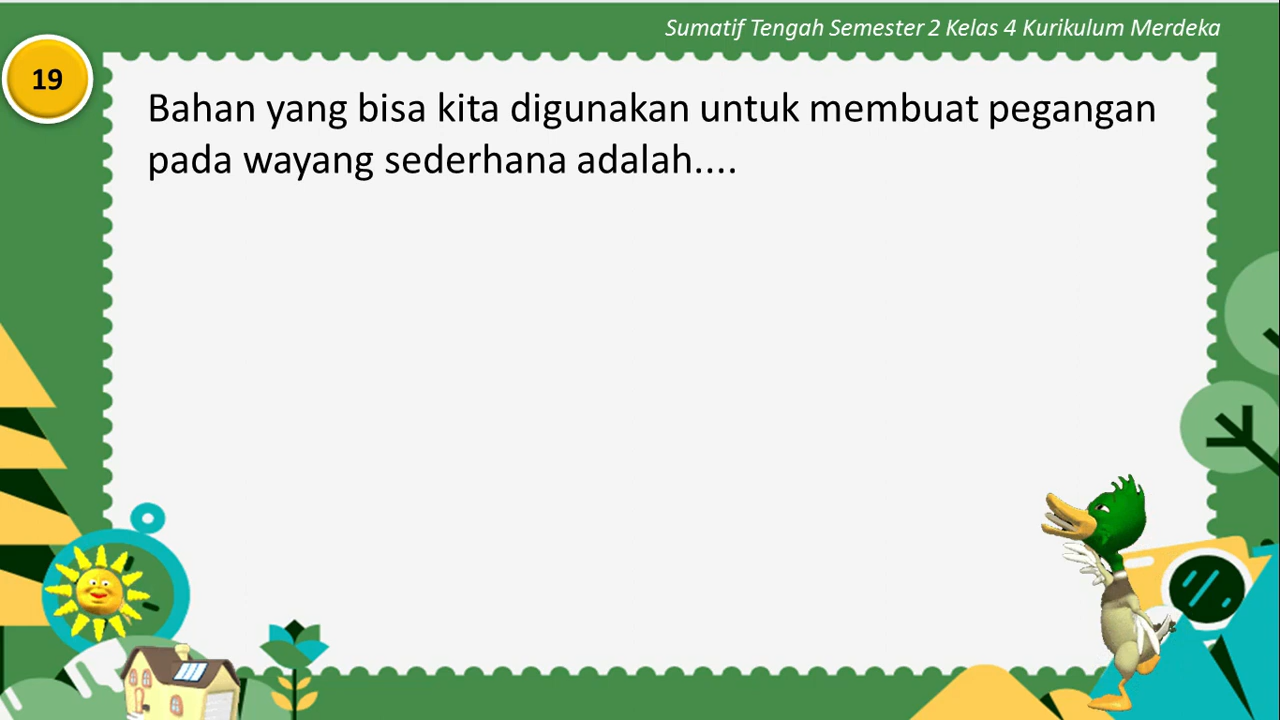 Sumatif Tengah Semester 2 Kelas 4 Kurikulum Merdeka
19
Bahan yang bisa kita digunakan untuk membuat pegangan
pada wayang sederhana adalah....